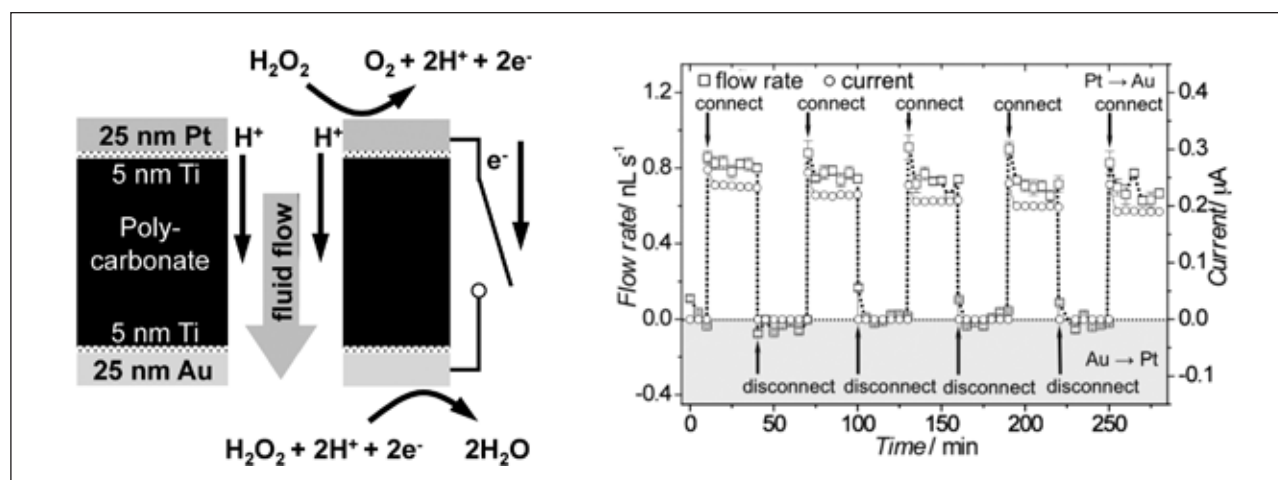 H₂O₂ O₂ + 2H⁺ + 2e⁻
25 nm Pt H⁺ H⁺
5 nm Ti
e⁻
Poly-
carbonate
fluid flow
5 nm Ti
25 nm Au
H₂O₂ + 2H⁺ + 2e⁻ 2H₂O
flow rate current Pt → Au
connect connect connect connect connect
1.2
0.8
0.4
0.0
-0.4
Flow rate/ nL s⁻¹
0.4
0.3
0.2
0.1
0.0
-0.1
Current/ μA
Au → Pt
disconnect disconnect disconnect disconnect
0 50 100 150 200 250
Time/ min